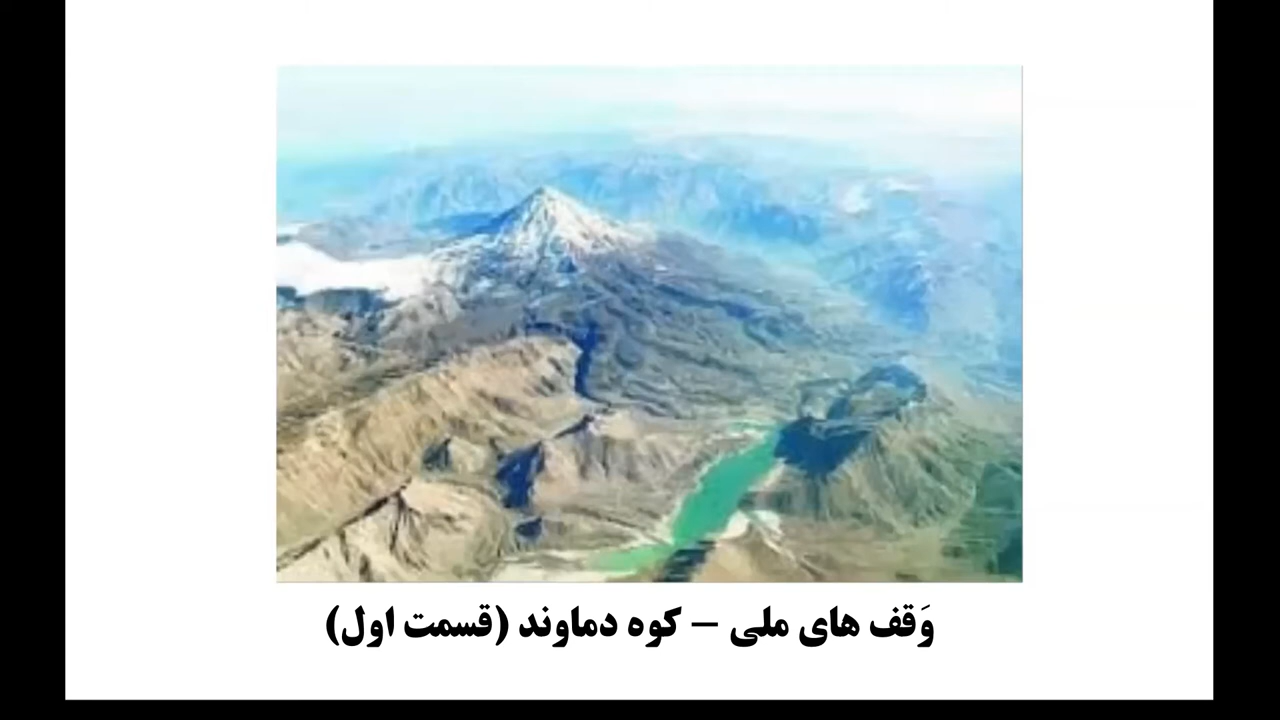 وَقف های ملی – کوه دماوند (قسمت اول)